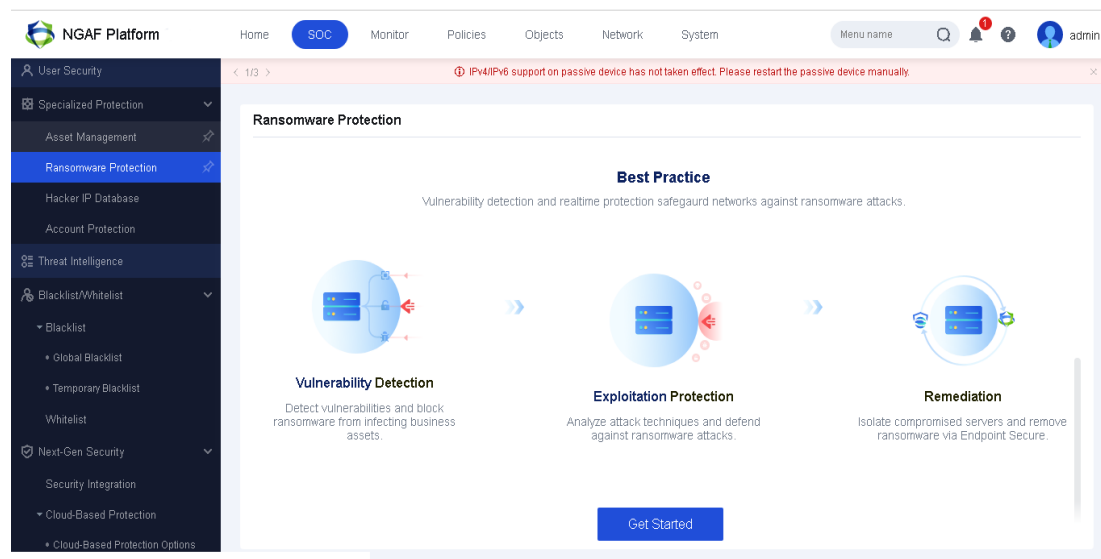 NGAF Platform
Home
SOC
Monitor
Policies
Objects
Network
System
Menu name
1
admin
User Security
Specialized Protection
Asset Management
Ransomware Protection
Hacker IP Database
Account Protection
Threat Intelligence
Blacklist/Whitelist
Blacklist
• Global Blacklist
• Temporary Blacklist
Whitelist
Next-Gen Security
Security Integration
Cloud-Based Protection
• Cloud-Based Protection Options
< 1/3 >
IPv4/IPv6 support on passive device has not taken effect. Please restart the passive device manually.
Ransomware Protection
Best Practice
Vulnerability detection and realtime protection safegaurd networks against ransomware attacks.
Vulnerability Detection
Detect vulnerabilities and block
ransomware from infecting business
assets.
Exploitation Protection
Analyze attack techniques and defend
against ransomware attacks.
Remediation
Isolate compromised servers and remove
ransomware via Endpoint Secure.
Get Started